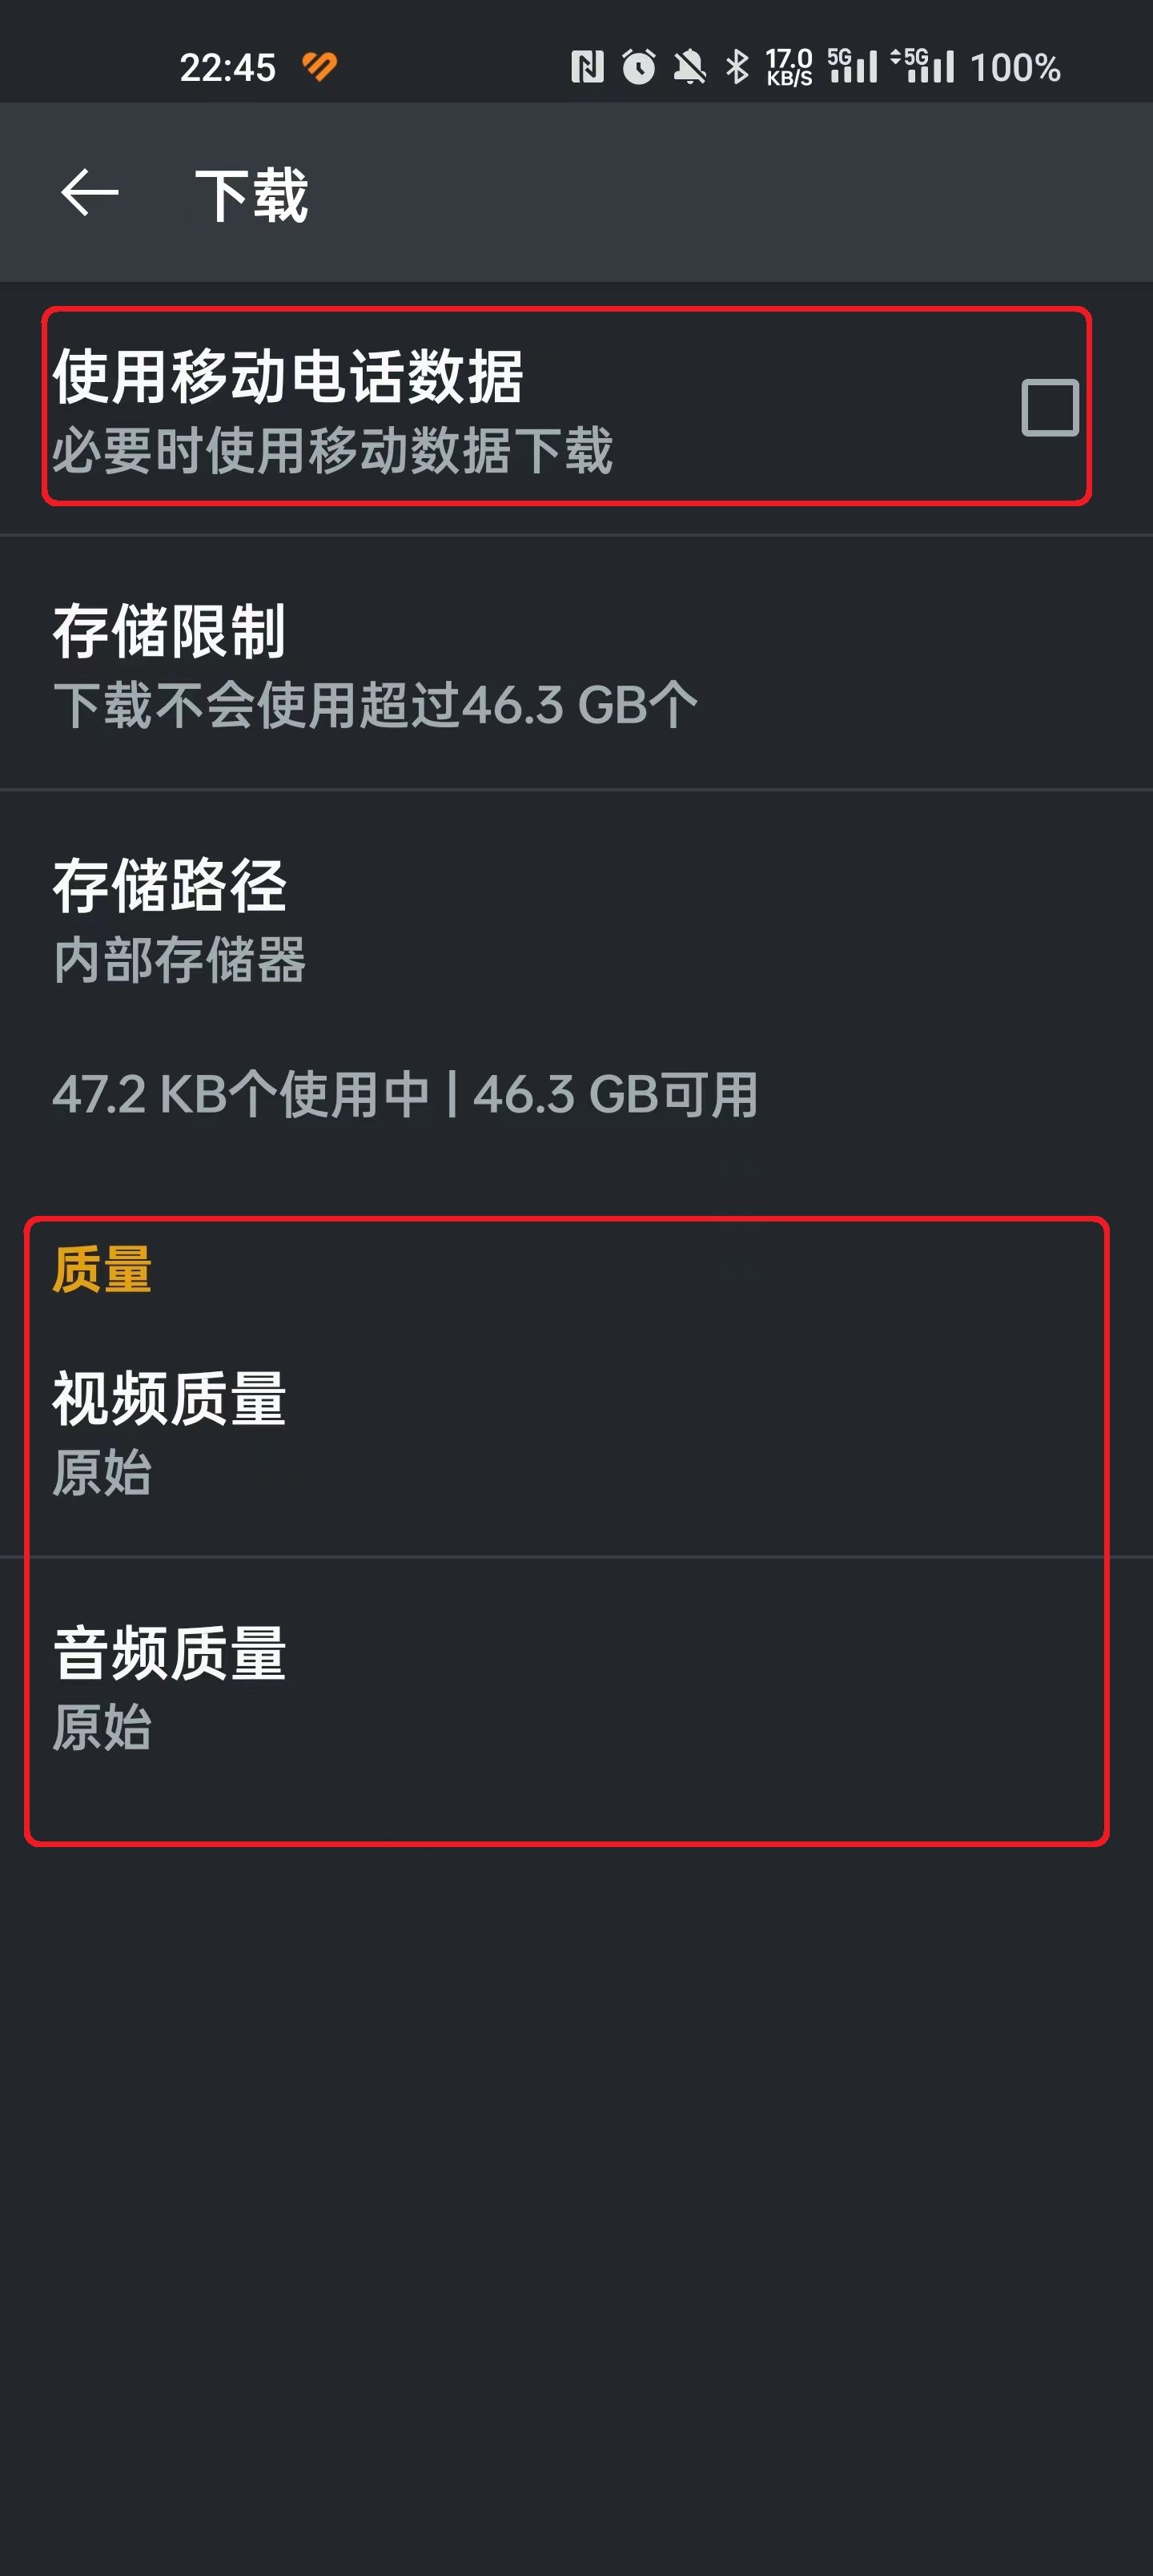 22:45 17.0 KB/S 5G 5G 100%
下载
使用移动电话数据
必要时使用移动数据下载
存储限制
下载不会使用超过46.3 GB个
存储路径
内部存储器
47.2 KB个使用中 | 46.3 GB可用
质量
视频质量
原始
音频质量
原始